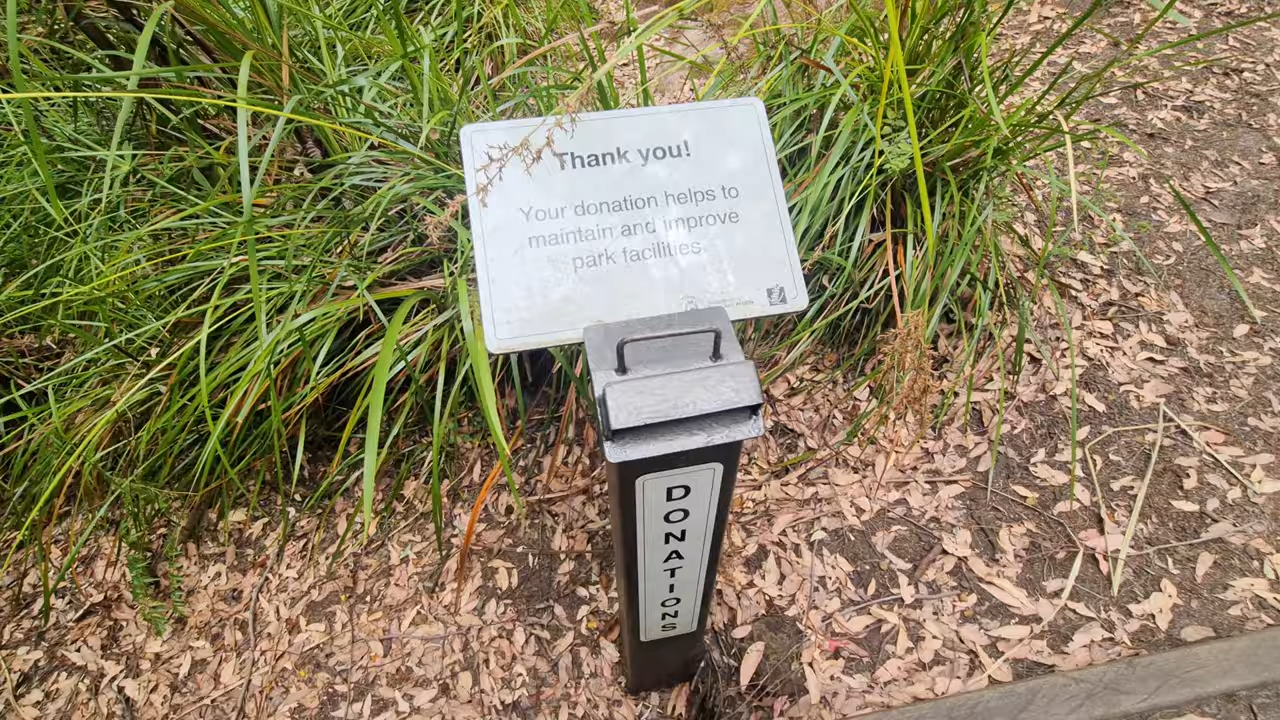 Thank you!
Your donation helps to
maintain and improve
park facilities.
DONATIONS